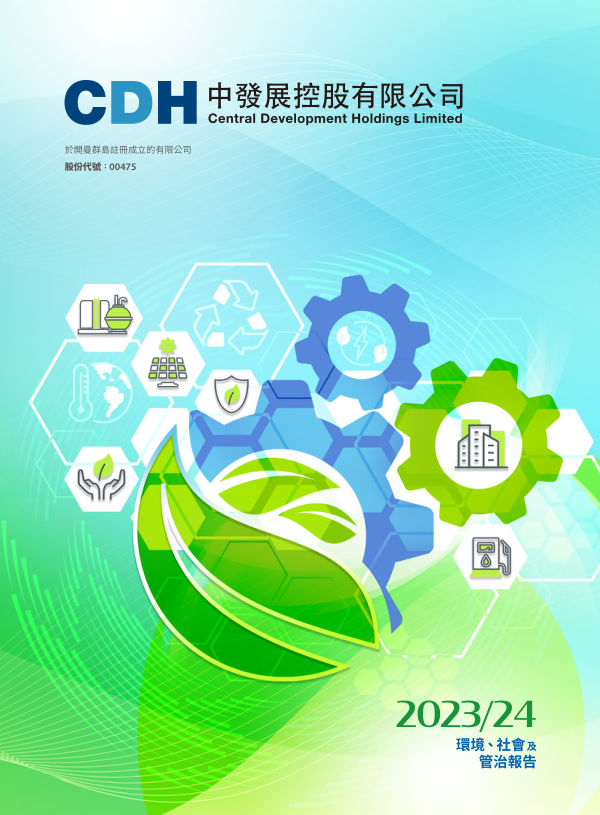 CDH 中發展控股有限公司
Central Development Holdings Limited
於開曼群島註冊成立的有限公司
股份代號：00475
2023/24
環境、社會及
管治報告